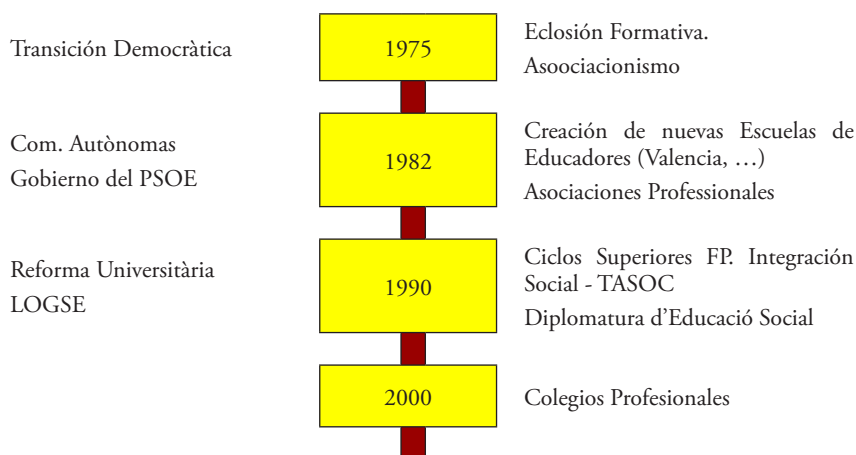 Transición Democràtica
1975
Eclosión Formativa.
Asoociacionismo
Com. Autònomas
Gobierno del PSOE
1982
Creación de nuevas Escuelas de
Educadores (Valencia, …)
Asociaciones Professionales
Reforma Universitària
LOGSE
1990
Ciclos Superiores FP. Integración
Social - TASOC
Diplomatura d’Educació Social
2000
Colegios Profesionales